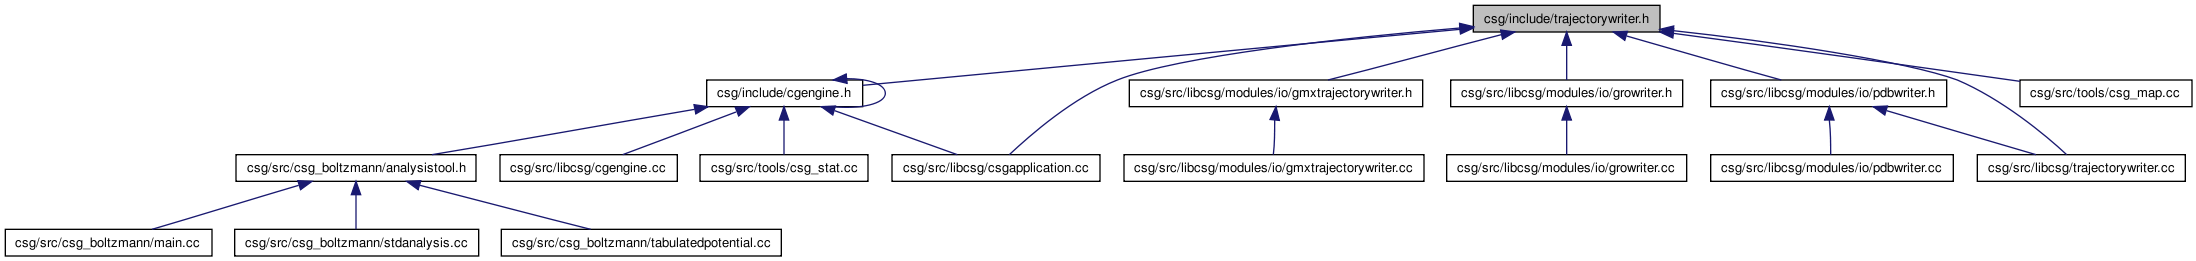 csg/include/trajectorywriter.h
csg/include/cgengine.h
csg/src/libcsg/modules/io/gmxtrajectorywriter.h
csg/src/libcsg/modules/io/growriter.h
csg/src/libcsg/modules/io/pdbwriter.h
csg/src/tools/csg_map.cc
csg/src/csg_boltzmann/analysistool.h
csg/src/libcsg/cgengine.cc
csg/src/tools/csg_stat.cc
csg/src/libcsg/csgapplication.cc
csg/src/libcsg/modules/io/gmxtrajectorywriter.cc
csg/src/libcsg/modules/io/growriter.cc
csg/src/libcsg/modules/io/pdbwriter.cc
csg/src/libcsg/trajectorywriter.cc
csg/src/csg_boltzmann/main.cc
csg/src/csg_boltzmann/stdanalysis.cc
csg/src/csg_boltzmann/tabulatedpotential.cc